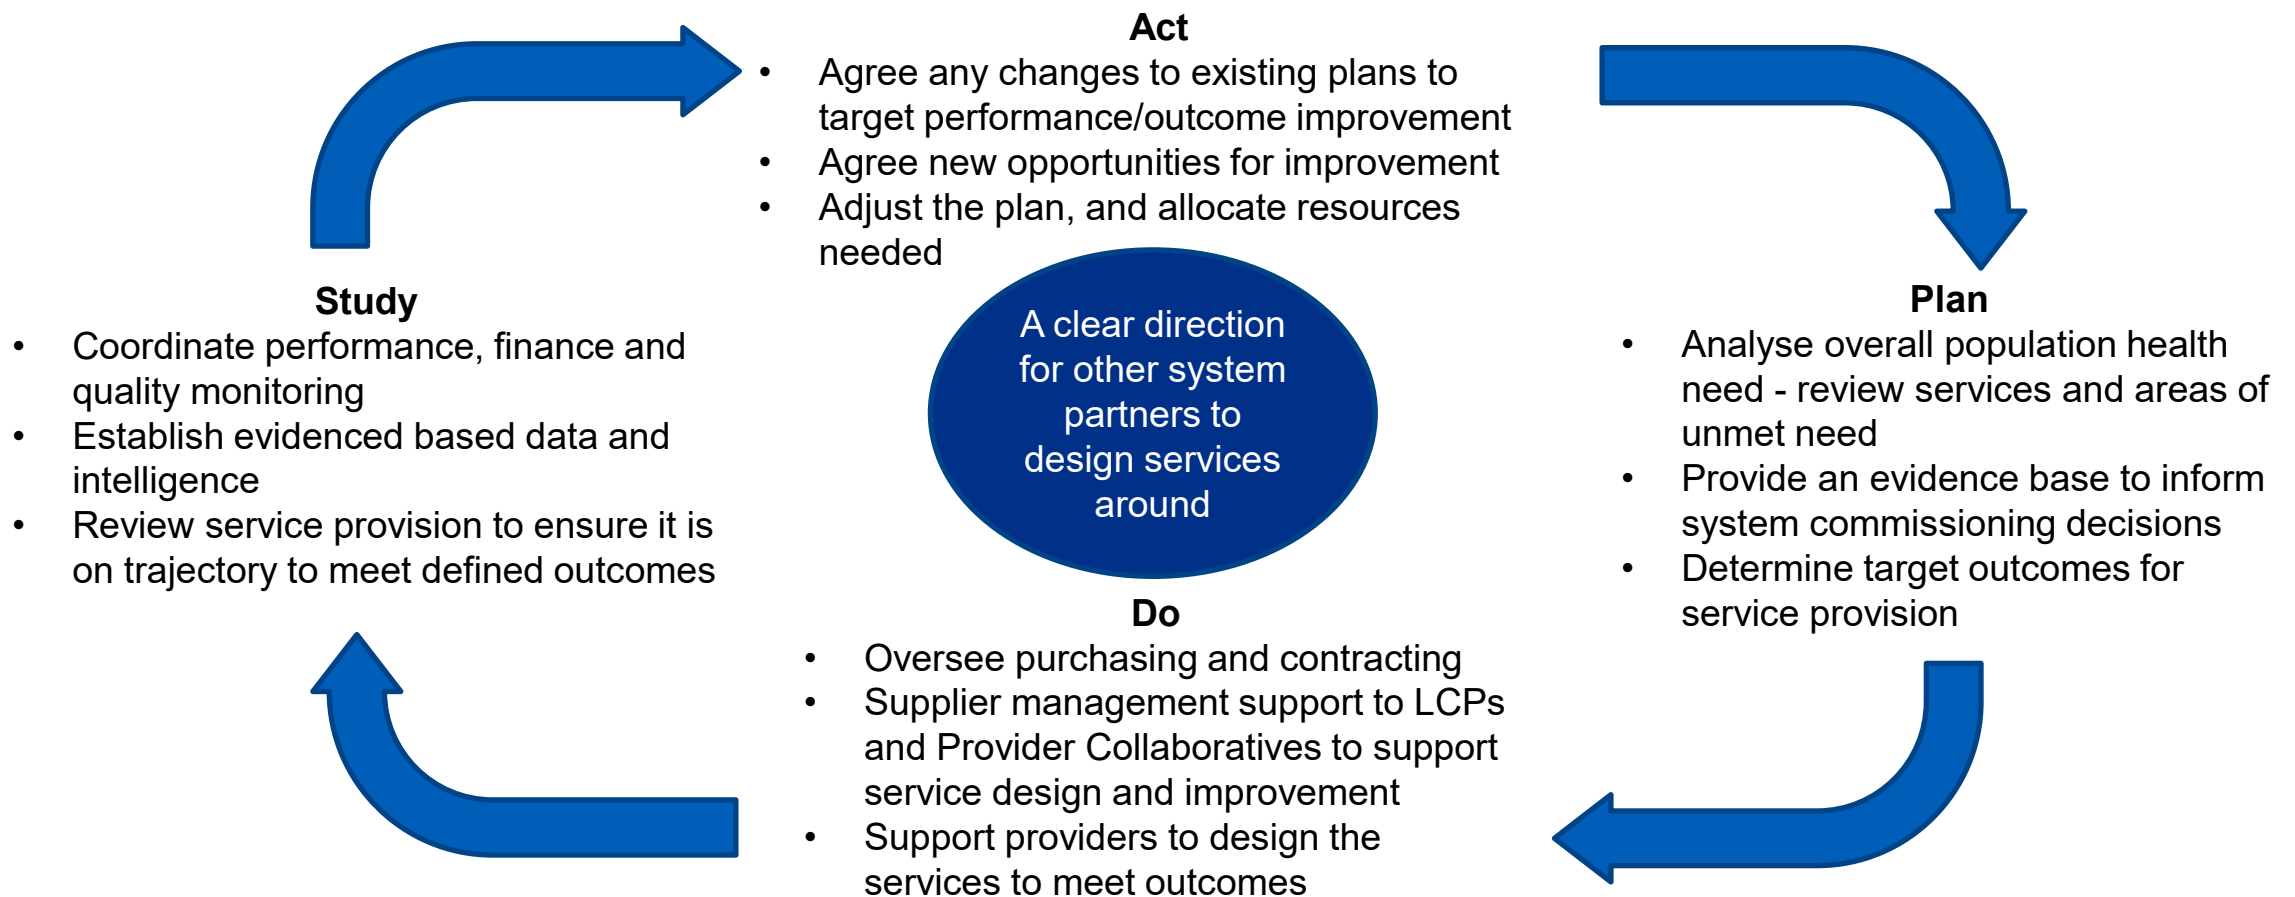 Act
• Agree any changes to existing plans to
target performance/outcome improvement
• Agree new opportunities for improvement
• Adjust the plan, and allocate resources
needed
Study
• Coordinate performance, finance and
quality monitoring
• Establish evidenced based data and
intelligence
• Review service provision to ensure it is
on trajectory to meet defined outcomes
A clear direction
for other system
partners to
design services
around
Plan
• Analyse overall population health
need - review services and areas of
unmet need
• Provide an evidence base to inform
system commissioning decisions
• Determine target outcomes for
service provision
Do
• Oversee purchasing and contracting
• Supplier management support to LCPs
and Provider Collaboratives to support
service design and improvement
• Support providers to design the
services to meet outcomes